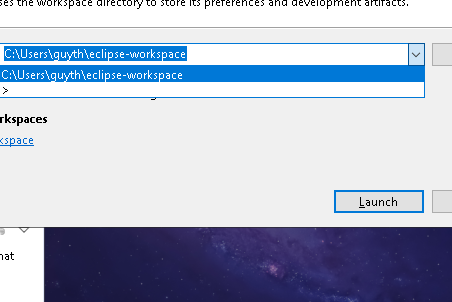 ses the workspace directory to store its preferences and development artifacts.
C:\Users\guyth\eclipse-workspace
C:\Users\guyth\eclipse-workspace
>
rkspaces
kspace
Launch
hat